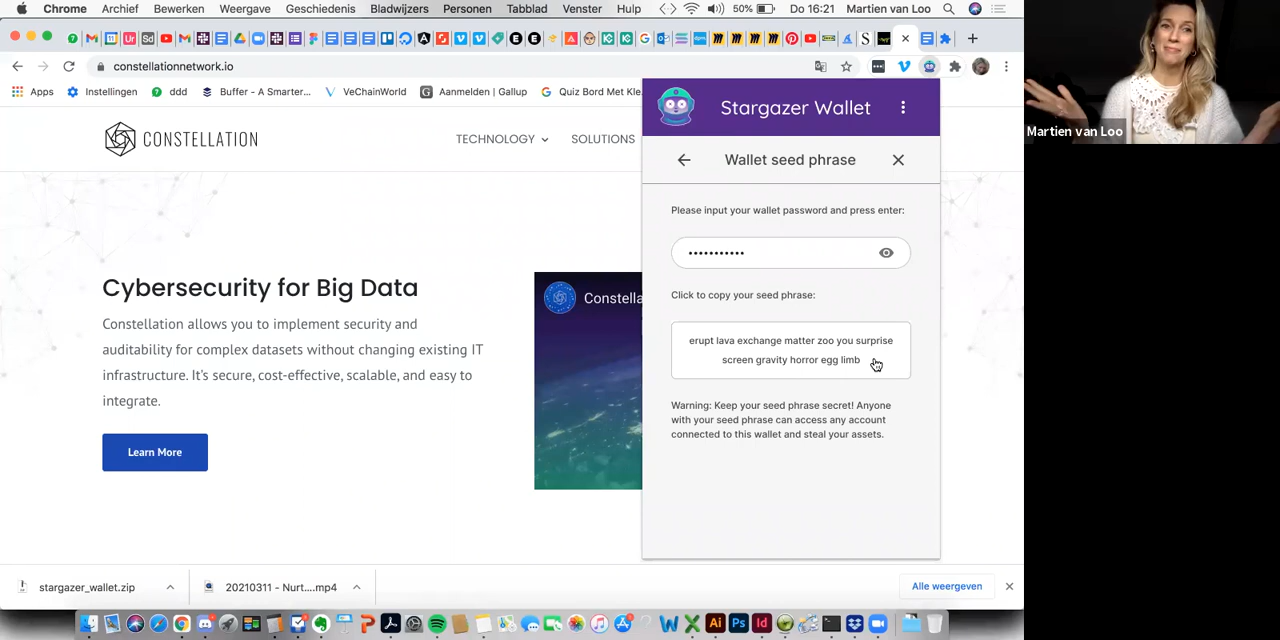 Chrome Archief Bewerken Weergave Geschiedenis Bladwijzers Personen Tabblad Venster Hulp 50% Do 16:21 Martien van Loo
constellationnetwork.io
Apps Instellingen ddd Buffer - A Smarter... VeChainWorld Aanmelden | Gallup Quiz Bord Met Kle
CONSTELLATION TECHNOLOGY SOLUTIONS
Cybersecurity for Big Data
Constellation allows you to implement security and
auditability for complex datasets without changing existing IT
infrastructure. It's secure, cost-effective, scalable, and easy to
integrate.
Learn More
Constella
Stargazer Wallet
Wallet seed phrase
Please input your wallet password and press enter:
•••••••••••
Click to copy your seed phrase:
erupt lava exchange matter zoo you surprise
screen gravity horror egg limb
Warning: Keep your seed phrase secret! Anyone
with your seed phrase can access any account
connected to this wallet and steal your assets.
Martien van Loo
stargazer_wallet.zip 20210311 - Nurt....mp4 Alle weergeven